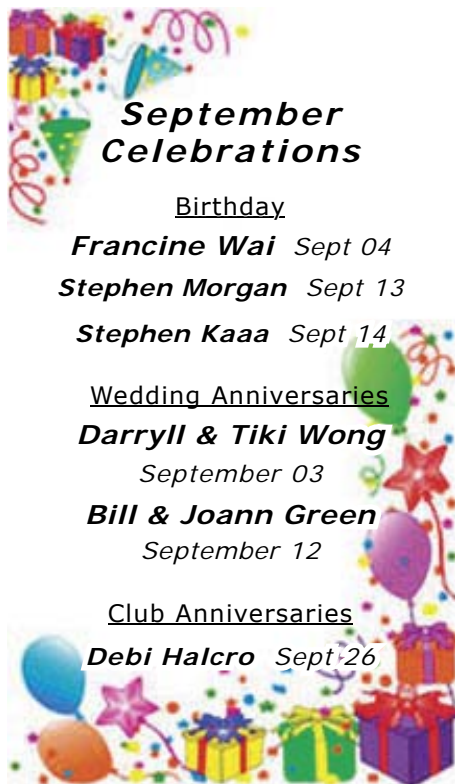 September
Celebrations
Birthday
Francine Wai Sept 04
Stephen Morgan Sept 13
Stephen Kaaa Sept 14
Wedding Anniversaries
Darryll & Tiki Wong
September 03
Bill & Joann Green
September 12
Club Anniversaries
Debi Halcro Sept 26